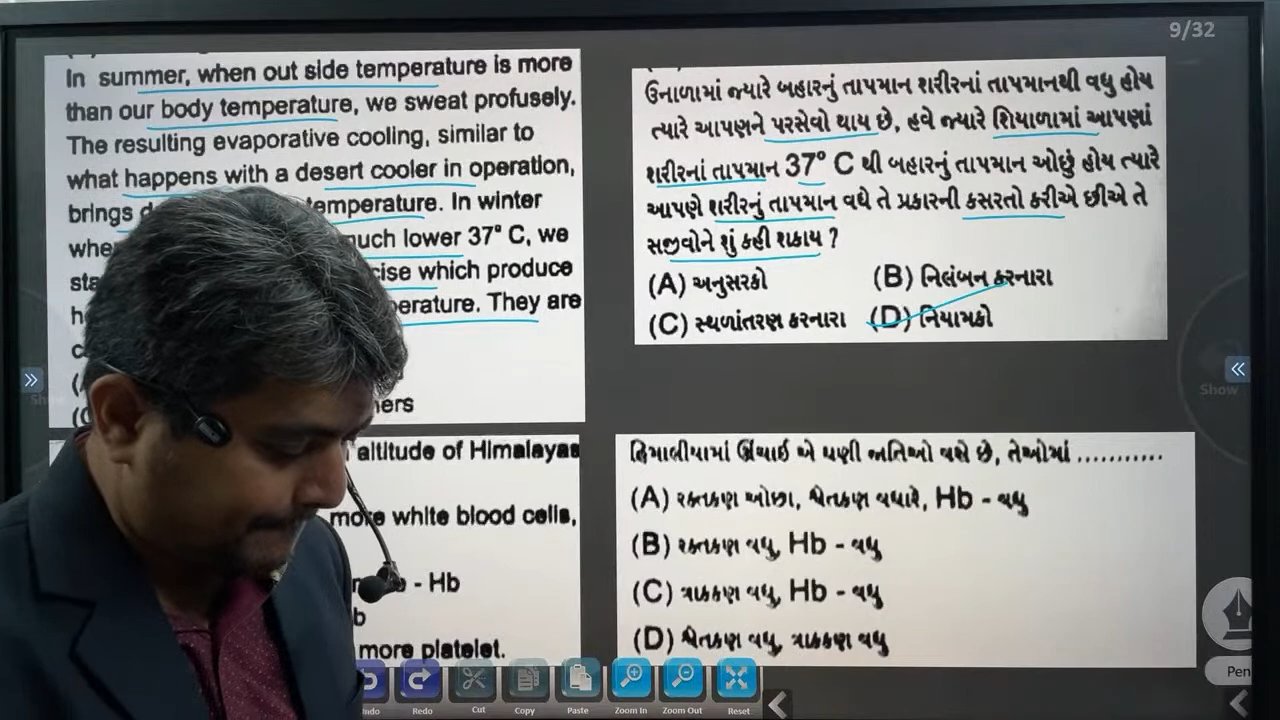 9/32
In summer, when out side temperature is more
than our body temperature, we sweat profusely.
The resulting evaporative cooling, similar to
what happens with a desert cooler in operation,
brings temperature. In winter
much lower 37° C, we
which produce
They are
ઉનાળામાં જ્યારે બહારનું તાપમાન શરીરનાં તાપમાનથી વધુ હોય
ત્યારે આપણને પરસેવો થાય છે, હવે જ્યારે શિયાળામાં આપણાં
શરીરનાં તાપમાન 37° C થી બહારનું તાપમાન ઓછું હોય ત્યારે
આપણે શરીરનું તાપમાન વધે તે પ્રકારની કસરતો કરીએ છીએ તે
સજીવોને શું કહી શકાય ?
(A) અનુસરકો (B) નિલંબન કરનારા
(C) સ્થળાંતરણ કરનારા (D) નિયામકો
altitude of Himalayas
more white blood cells,
- Hb
more platelet.
હિમાલીયામાં ઊંચાઇ એ ઘણી જાતિઓ વસે છે, તેઓમાં ............
(A) રક્તકણ ઓછા, શ્વેતકણ વધારે, Hb - વધુ
(B) રક્તકણ વધુ, Hb - વધુ
(C) ત્રાકકણ વધુ, Hb - વધુ
(D) શ્વેતકણ વધુ, ત્રાકકણ વધુ
Show
Pen
Redo Cut Copy Paste Zoom In Zoom Out Reset